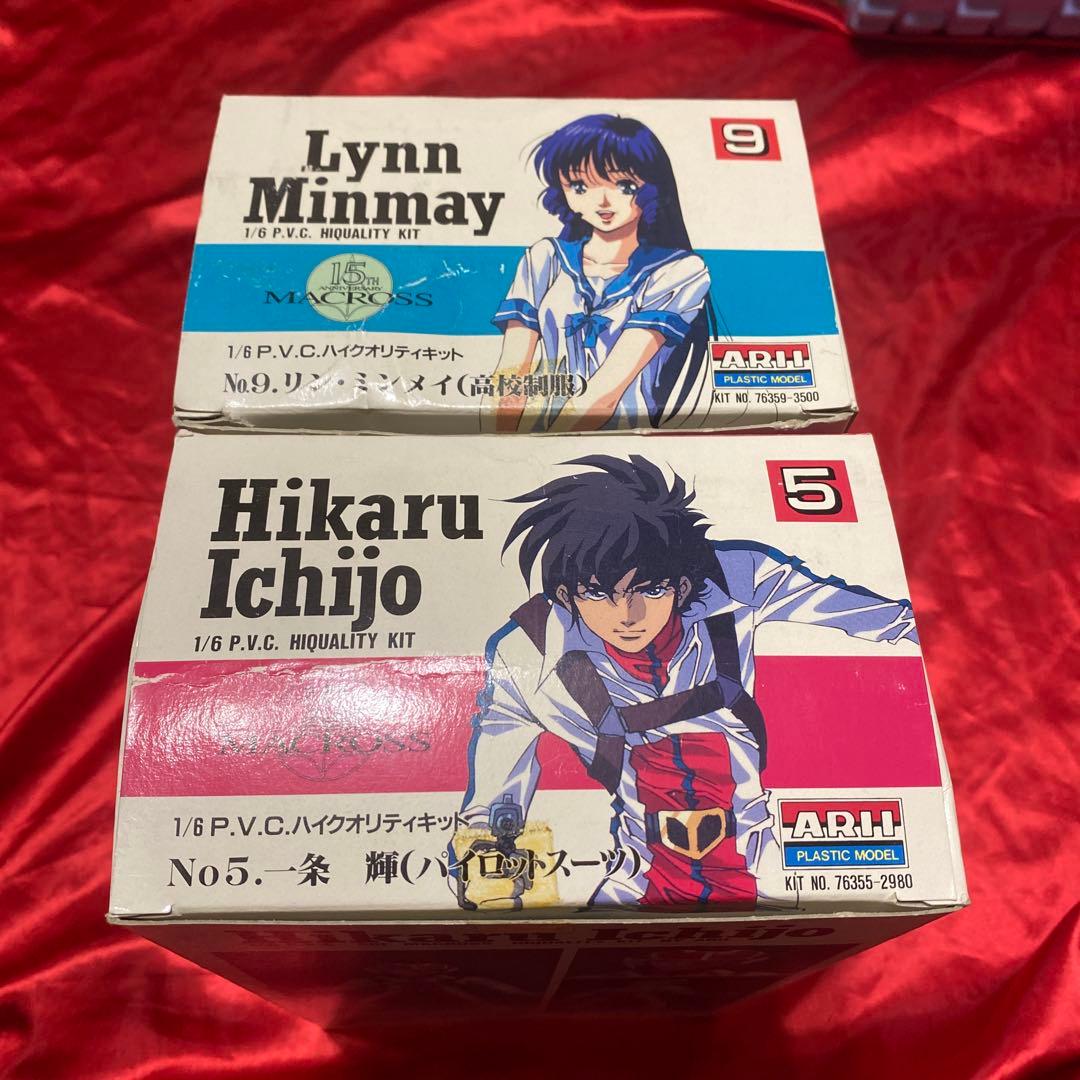 Lynn
Minmay
1/6 P.V.C. HIQUALITY KIT
9
15TH
ANNIVERSARY
MACROSS
1/6 P.V.C.ハイクオリティキット
No.9.リン・ミンメイ(高校制服)
ARII
PLASTIC MODEL
KIT NO. 76359-3500
Hikaru
Ichijo
1/6 P.V.C. HIQUALITY KIT
5
MACROSS
1/6 P.V.C.ハイクオリティキット
No5.一条 輝(パイロットスーツ)
ARII
PLASTIC MODEL
KIT NO. 76355-2980
Hikaru Ichijo